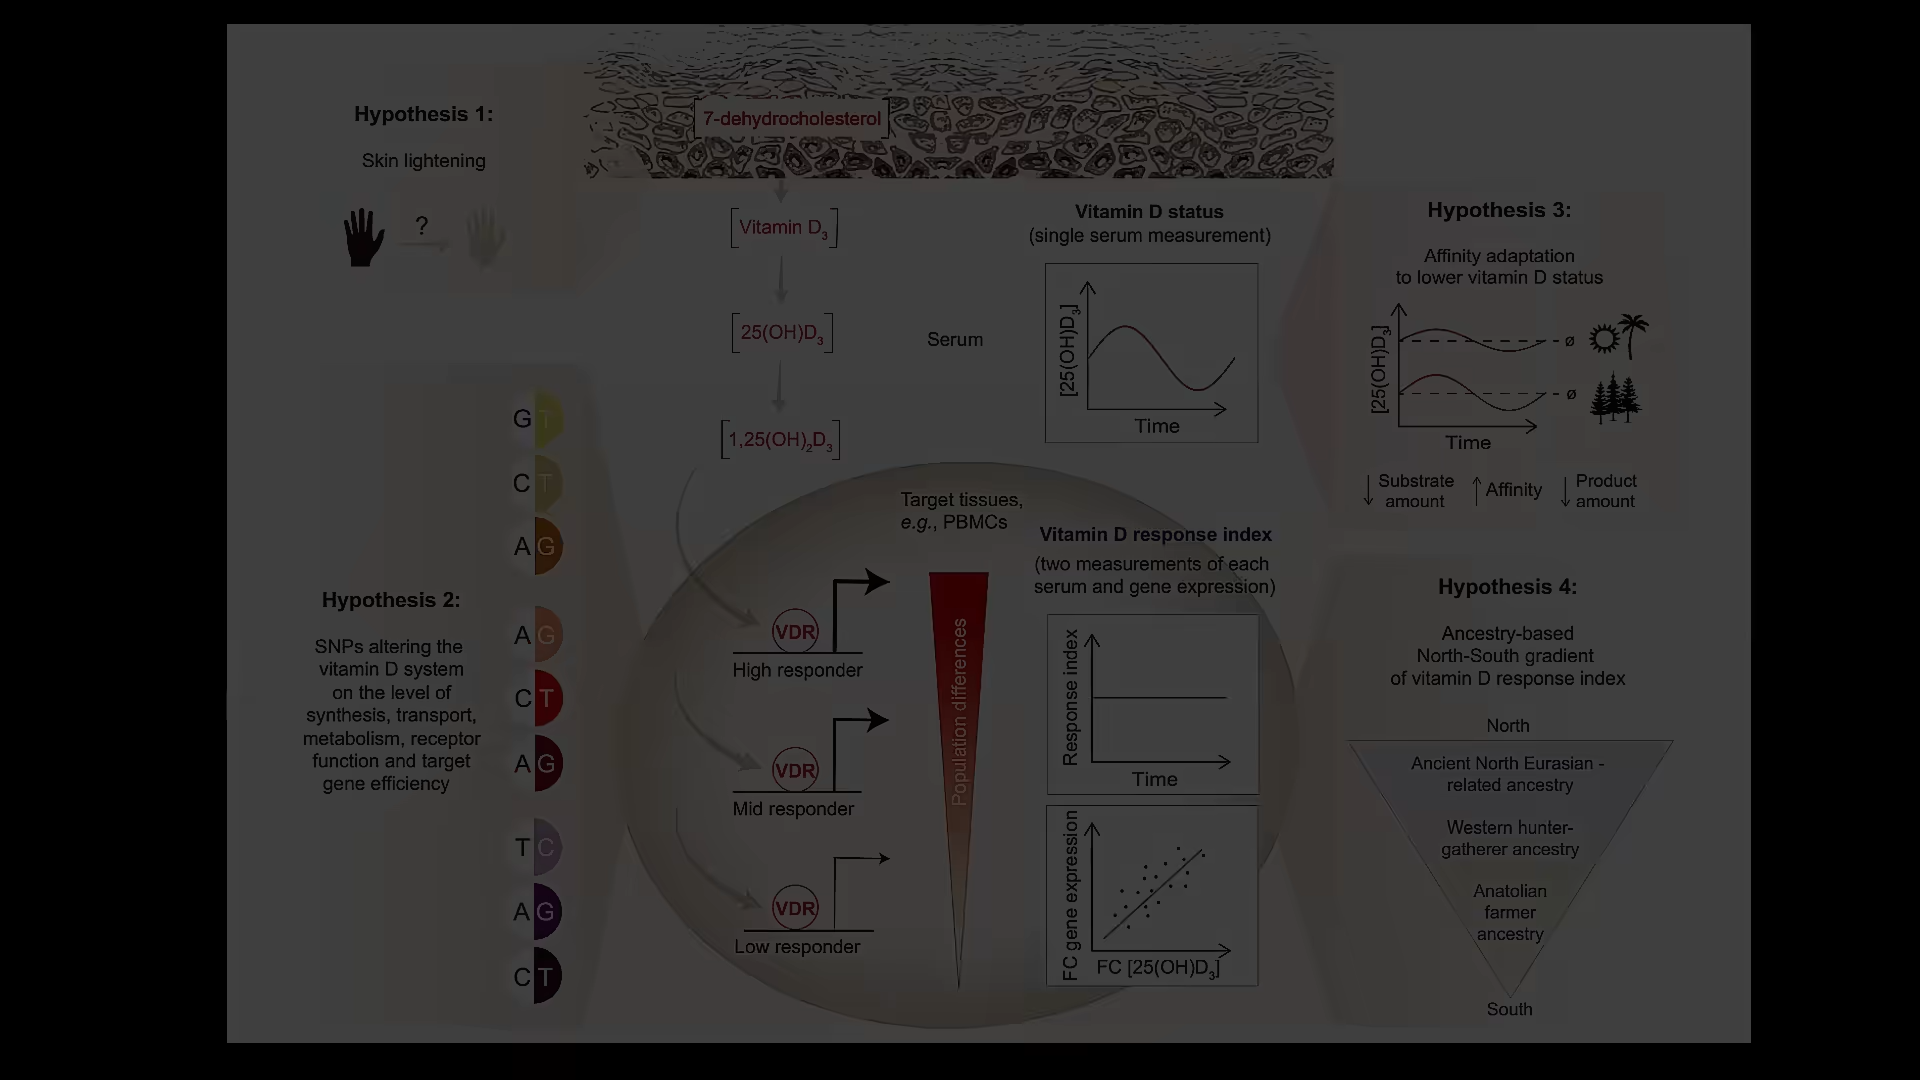 Hypothesis 1:
Skin lightening
?
7-dehydrocholesterol
[Vitamin D3]
[25(OH)D3]
[1,25(OH)2D3]
Serum
Vitamin D status
(single serum measurement)
[25(OH)D3]
Time
Hypothesis 3:
Affinity adaptation
to lower vitamin D status
[25(OH)D3]
ø
ø
Time
↓ Substrate amount ↑ Affinity ↓ Product amount
G T
C T
A G
A G
C T
A G
T C
A G
C T
Hypothesis 2:
SNPs altering the
vitamin D system
on the level of
synthesis, transport,
metabolism, receptor
function and target
gene efficiency
Target tissues,
e.g., PBMCs
VDR
High responder
VDR
Mid responder
VDR
Low responder
Population differences
Vitamin D response index
(two measurements of each
serum and gene expression)
Response index
Time
FC gene expression
FC [25(OH)D3]
Hypothesis 4:
Ancestry-based
North-South gradient
of vitamin D response index
North
Ancient North Eurasian -
related ancestry
Western hunter-
gatherer ancestry
Anatolian
farmer
ancestry
South